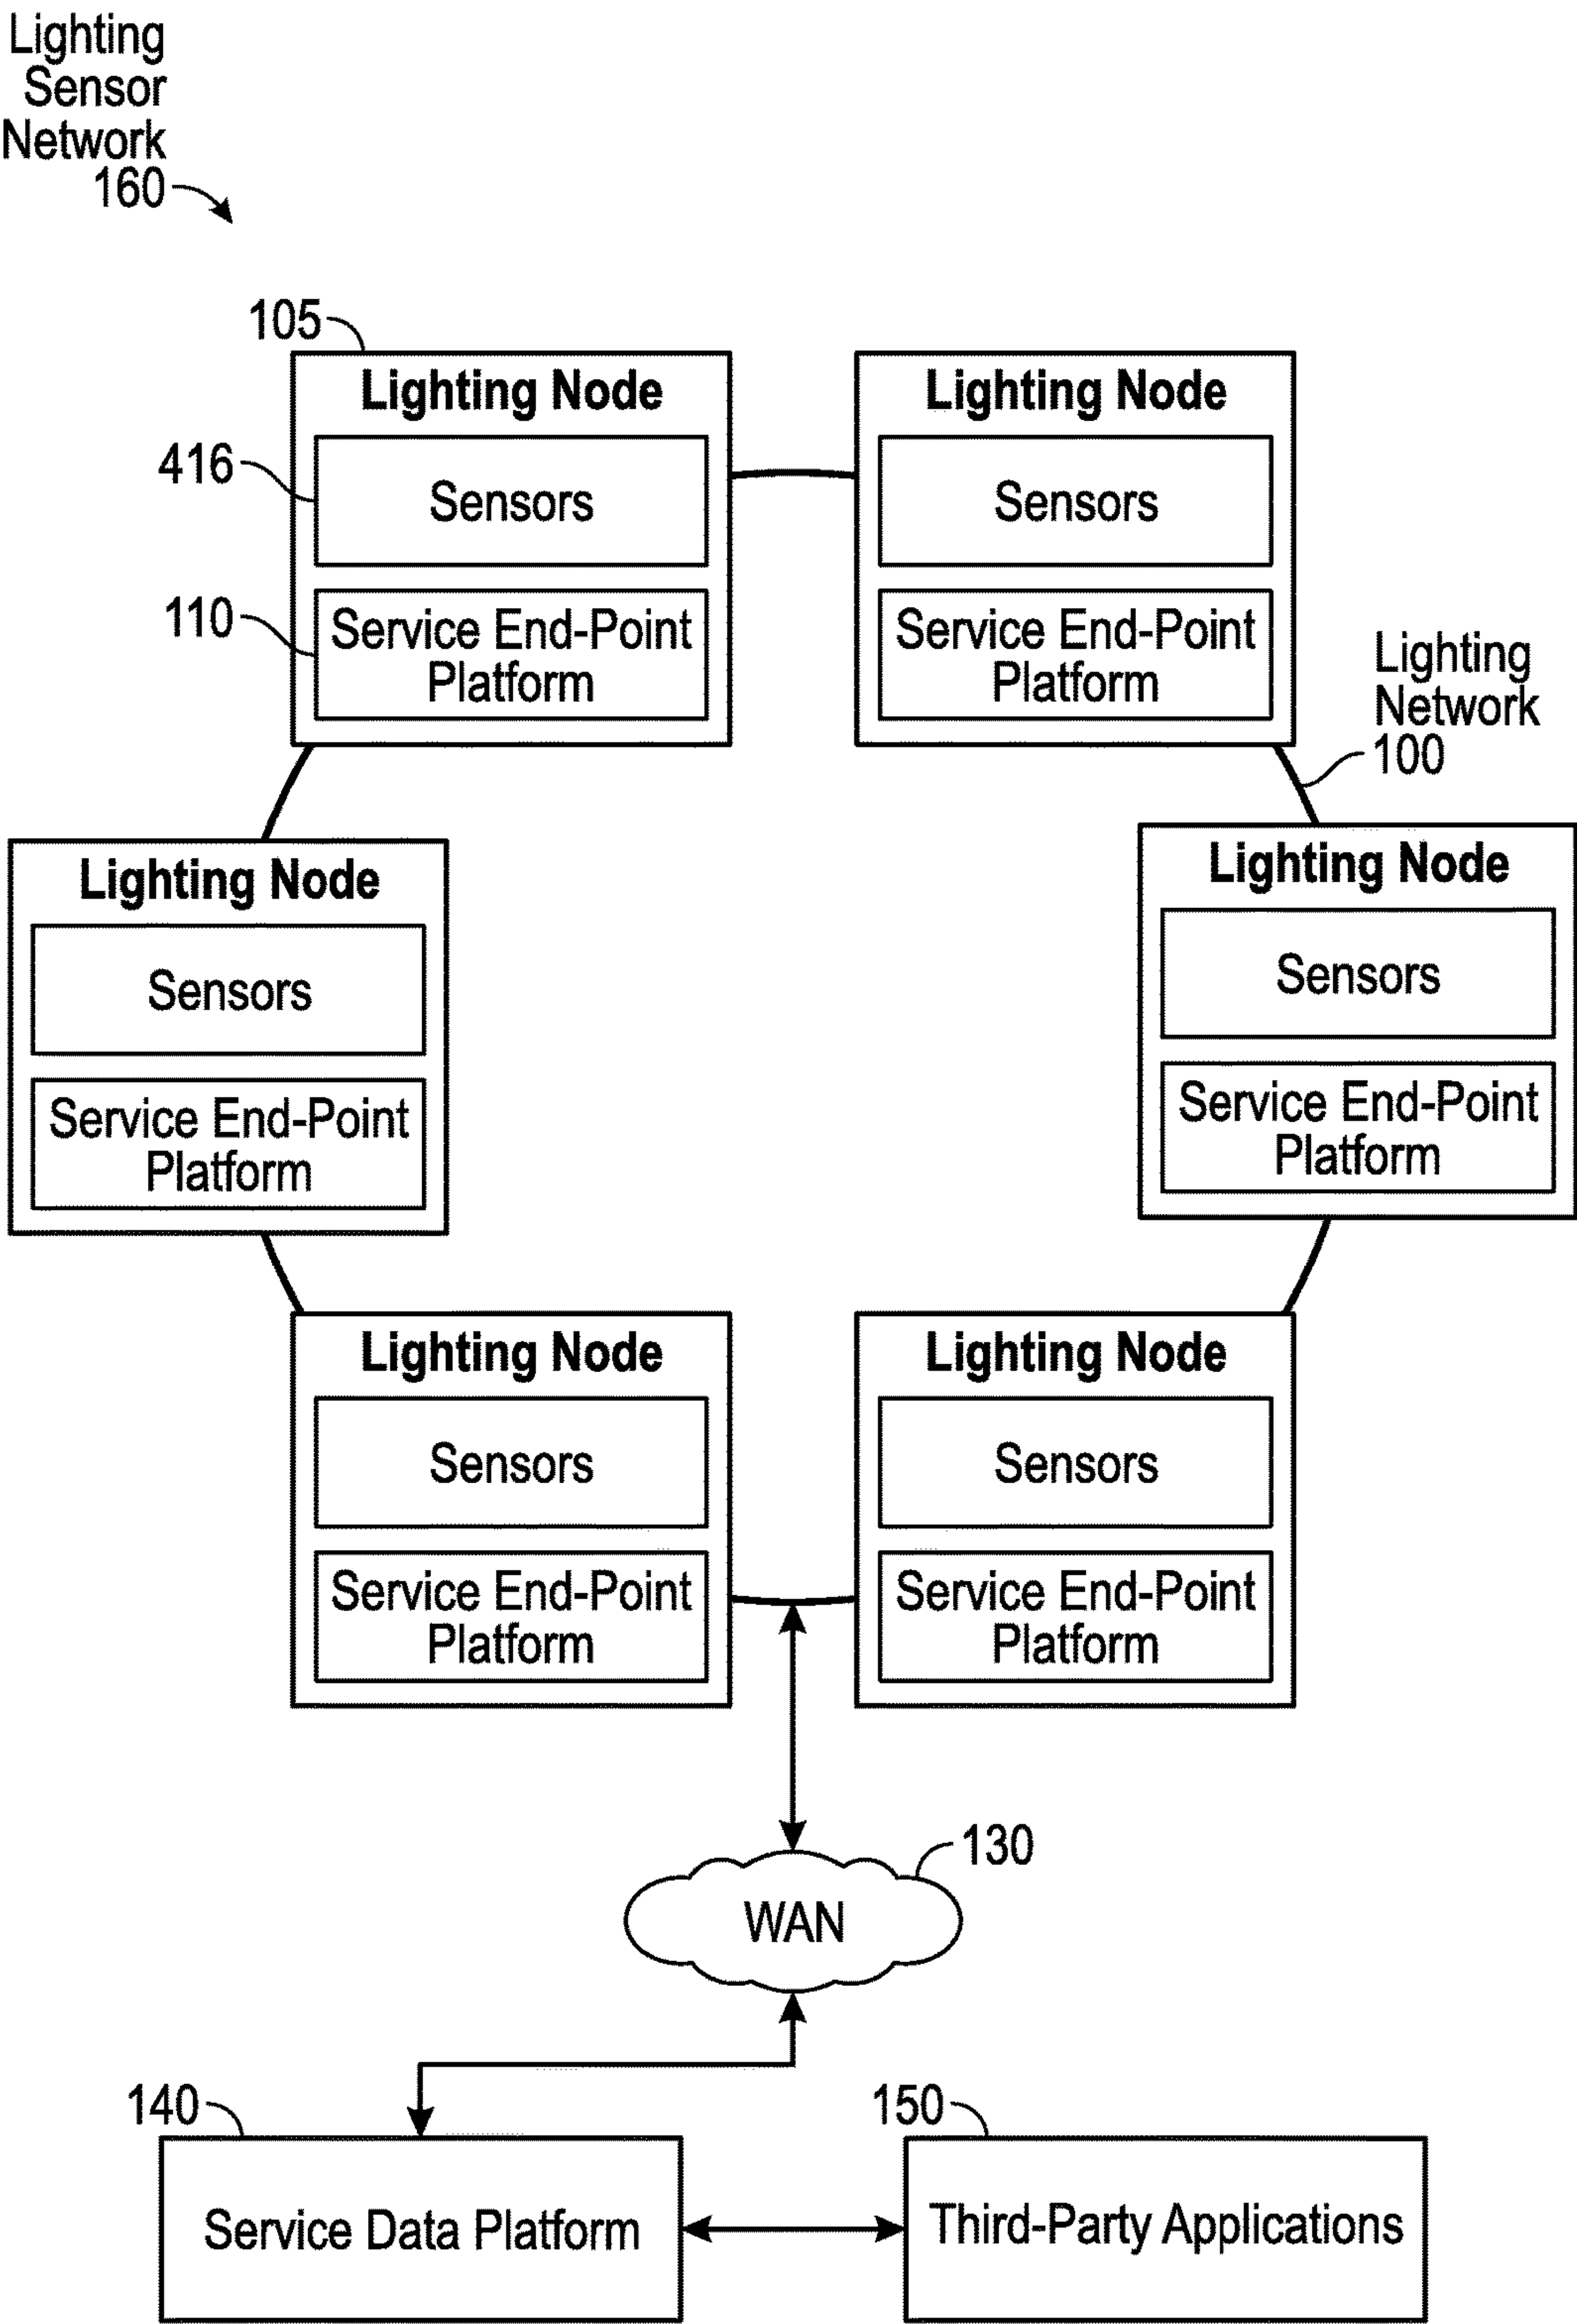 Lighting
Sensor
Network
160
105
Lighting Node
416
Sensors
110
Service End-Point
Platform
Lighting Node
Sensors
Service End-Point
Platform
Lighting
Network
100
Lighting Node
Sensors
Service End-Point
Platform
Lighting Node
Sensors
Service End-Point
Platform
Lighting Node
Sensors
Service End-Point
Platform
Lighting Node
Sensors
Service End-Point
Platform
130
WAN
140
Service Data Platform
150
Third-Party Applications